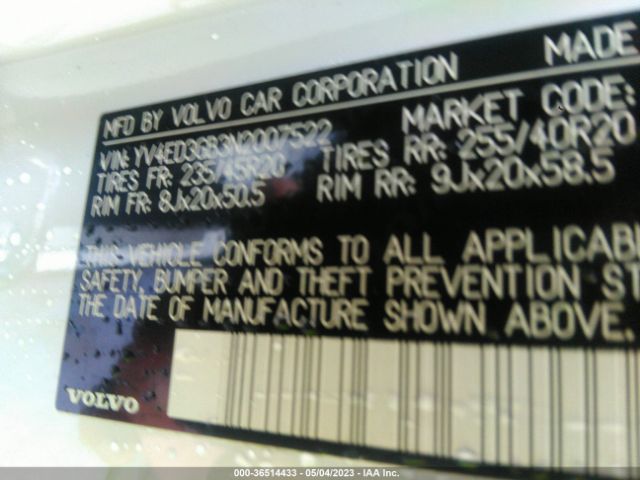 MADE
MFD BY VOLVO CAR CORPORATION
MARKET CODE:
VIN: YV4ED3GB3N2007522
TIRES FR: 235/45R20 TIRES RR: 255/40R20
RIM FR: 8Jx20x50.5 RIM RR: 9Jx20x58.5
THIS VEHICLE CONFORMS TO ALL APPLICABL
SAFETY, BUMPER AND THEFT PREVENTION ST
THE DATE OF MANUFACTURE SHOWN ABOVE.
VOLVO
000-36514433 - 05/04/2023 - IAA Inc.